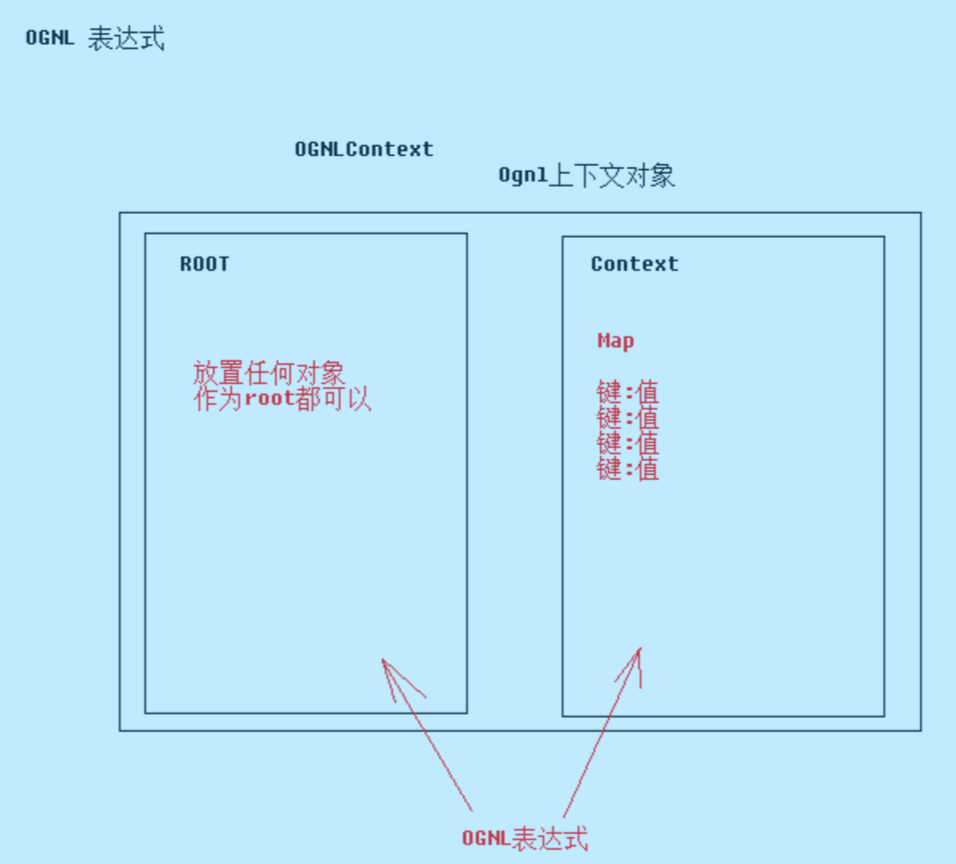 OGNL 表达式
OGNLContext
Ognl上下文对象
ROOT
放置任何对象
作为root都可以
Context
Map
键:值
键:值
键:值
键:值
OGNL表达式